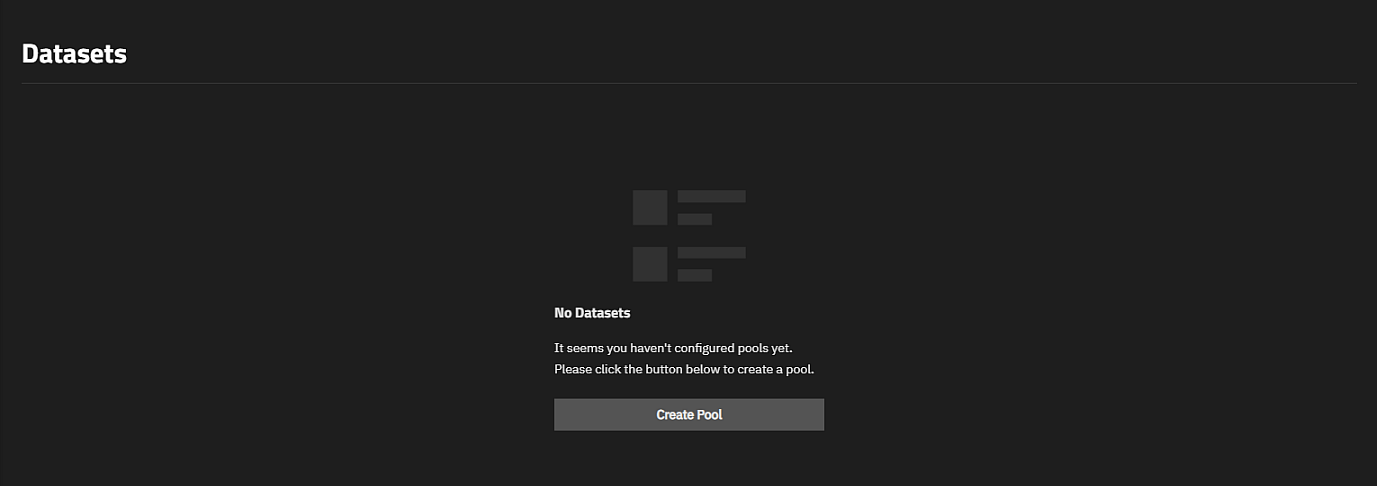 Datasets
No Datasets
It seems you haven't configured pools yet.
Please click the button below to create a pool.
Create Pool